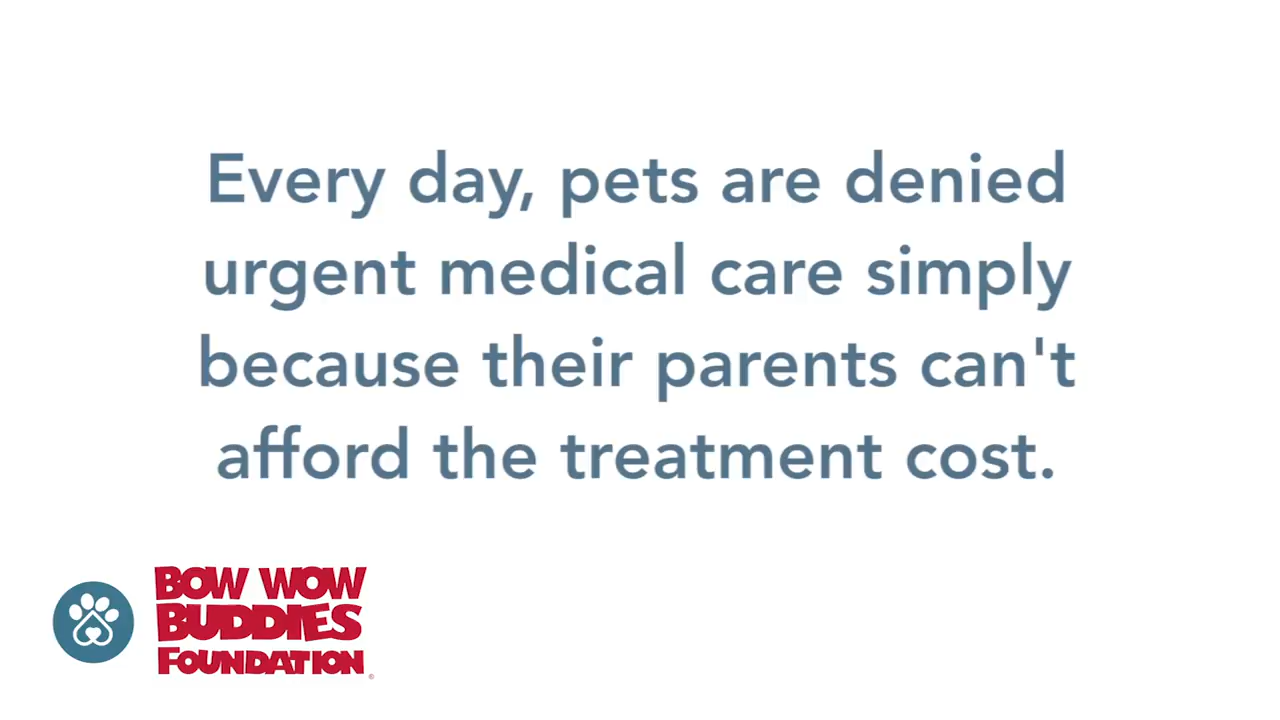 Every day, pets are denied
urgent medical care simply
because their parents can't
afford the treatment cost.
BOW WOW
BUDDIES
FOUNDATION